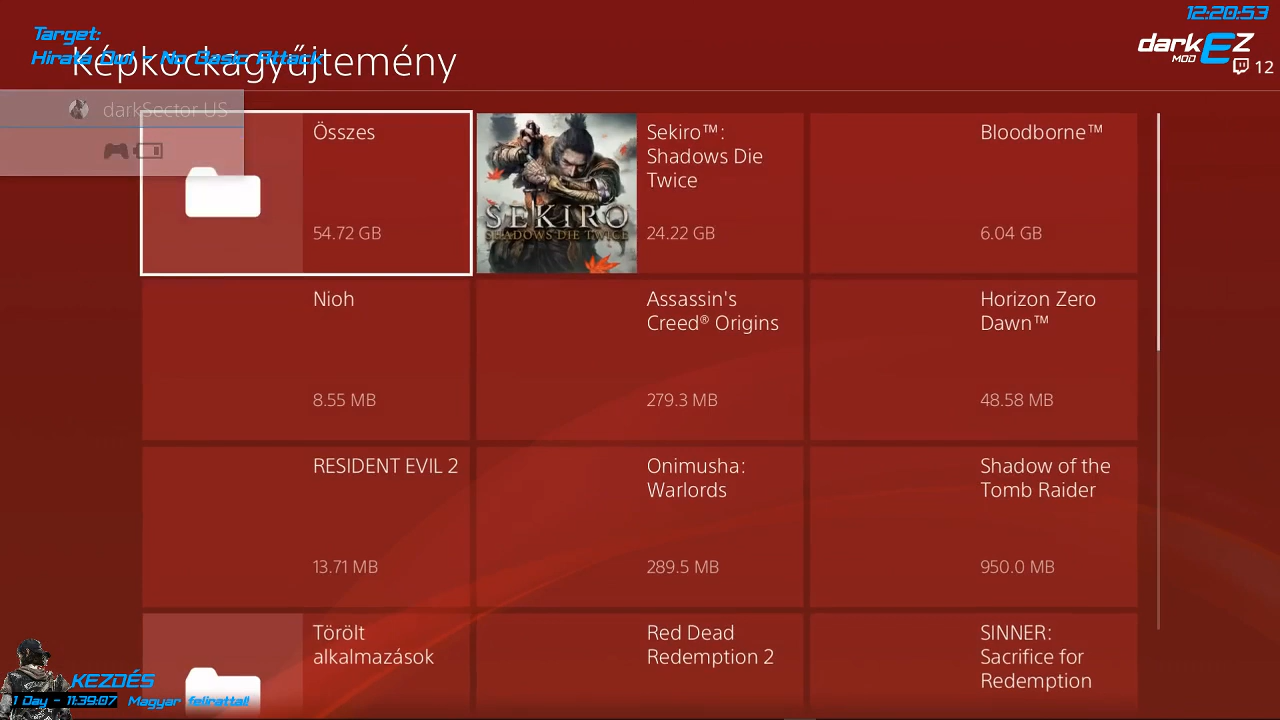 Target:
Hirata Owl - No Basic Attack
Képkockagyűjtemény
12:20:53
darkEZ
MOD
12
darkSector US
Összes
54.72 GB
SEKIRO
SHADOWS DIE TWICE
Sekiro™:
Shadows Die
Twice
24.22 GB
Bloodborne™
6.04 GB
Nioh
8.55 MB
Assassin's
Creed® Origins
279.3 MB
Horizon Zero
Dawn™
48.58 MB
RESIDENT EVIL 2
13.71 MB
Onimusha:
Warlords
289.5 MB
Shadow of the
Tomb Raider
950.0 MB
Törölt
alkalmazások
Red Dead
Redemption 2
SINNER:
Sacrifice for
Redemption
KEZDÉS
1 Day - 11:39:07 Magyar felirattal!